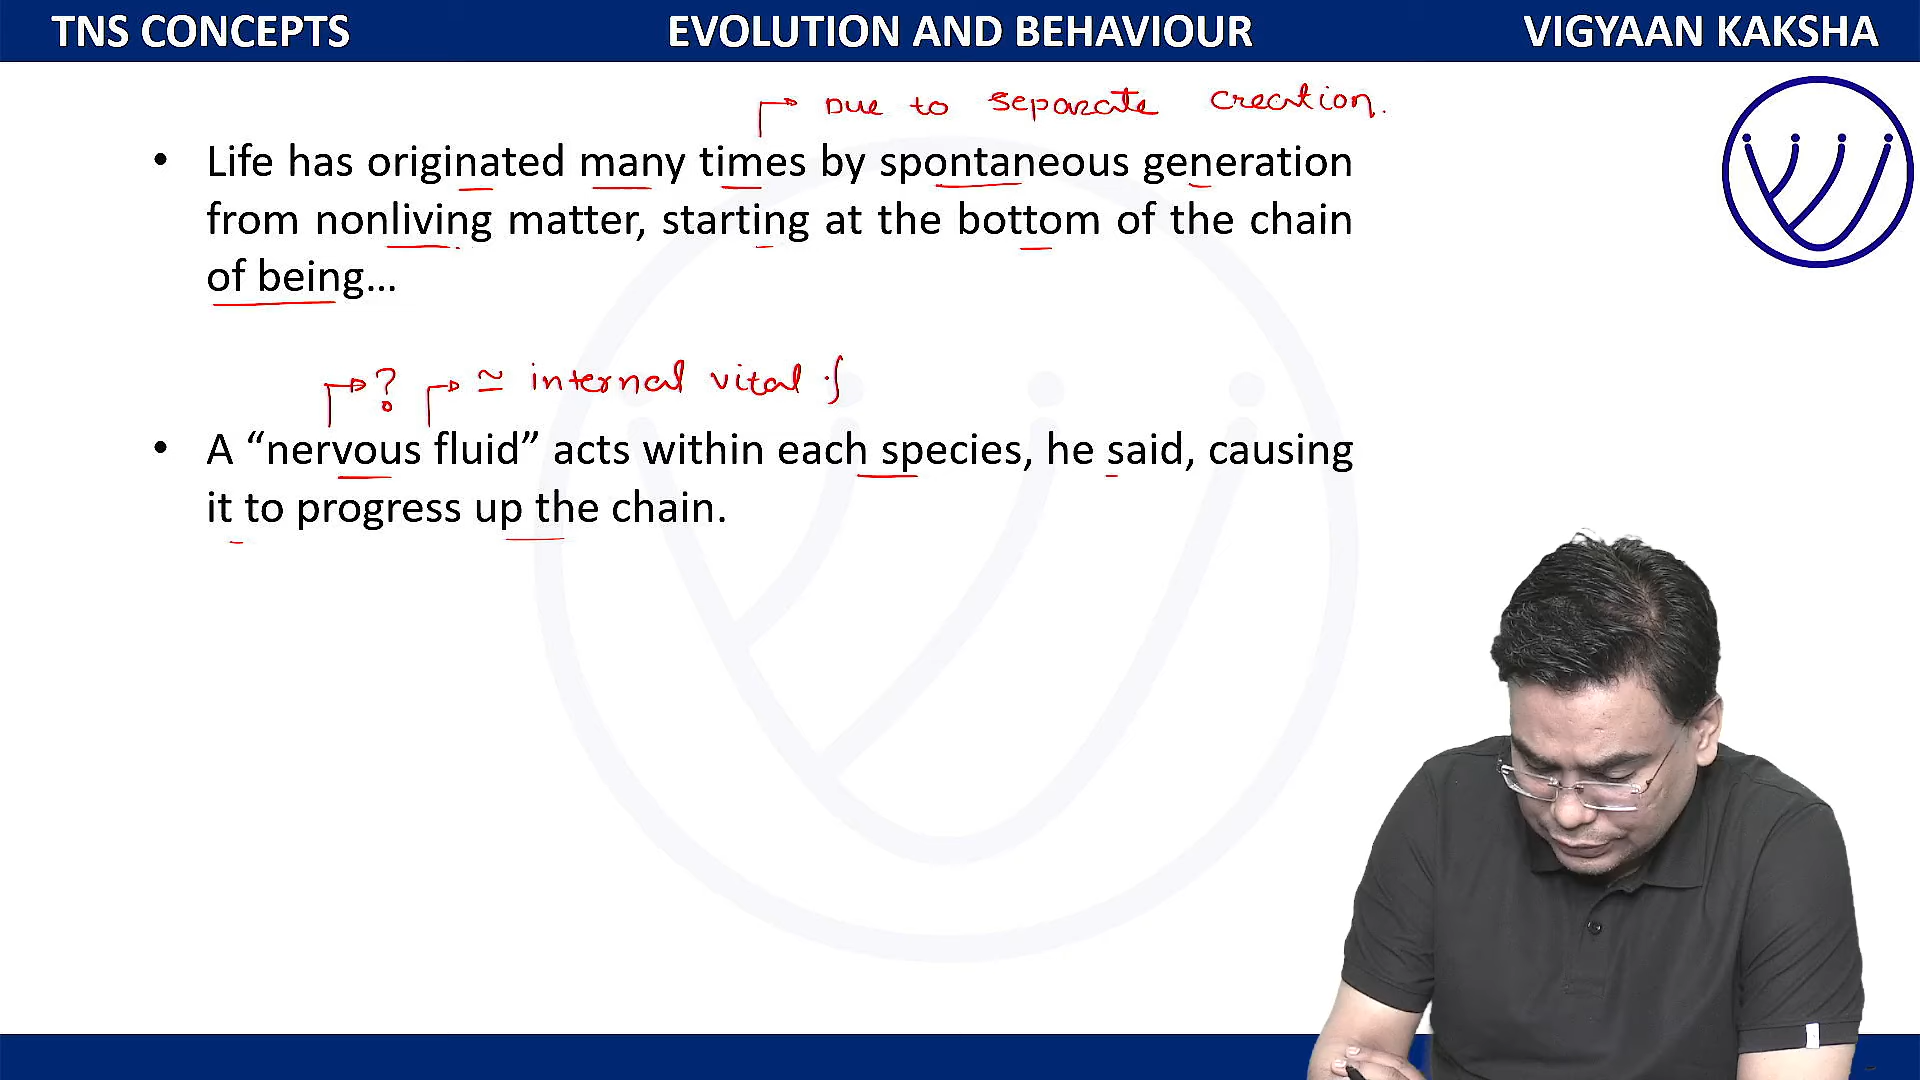 TNS CONCEPTS EVOLUTION AND BEHAVIOUR VIGYAAN KAKSHA
Due to separate creation.
• Life has originated many times by spontaneous generation
from nonliving matter, starting at the bottom of the chain
of being...
? ≅ internal vital f
• A “nervous fluid” acts within each species, he said, causing
it to progress up the chain.